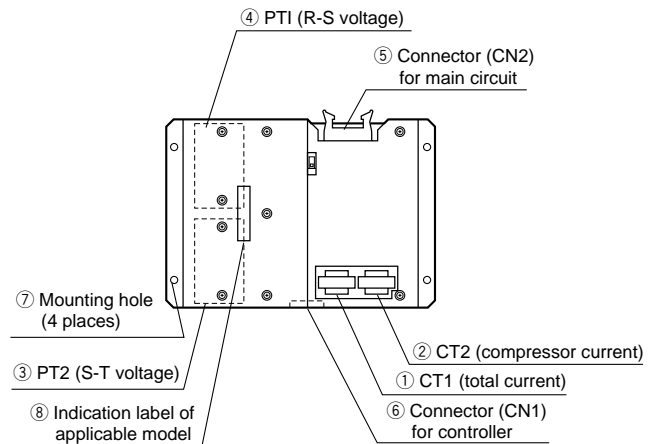 ④ PTI (R-S voltage)
⑤ Connector (CN2)
for main circuit
⑦ Mounting hole
(4 places)
② CT2 (compressor current)
③ PT2 (S-T voltage)
① CT1 (total current)
⑧ Indication label of
applicable model
⑥ Connector (CN1)
for controller